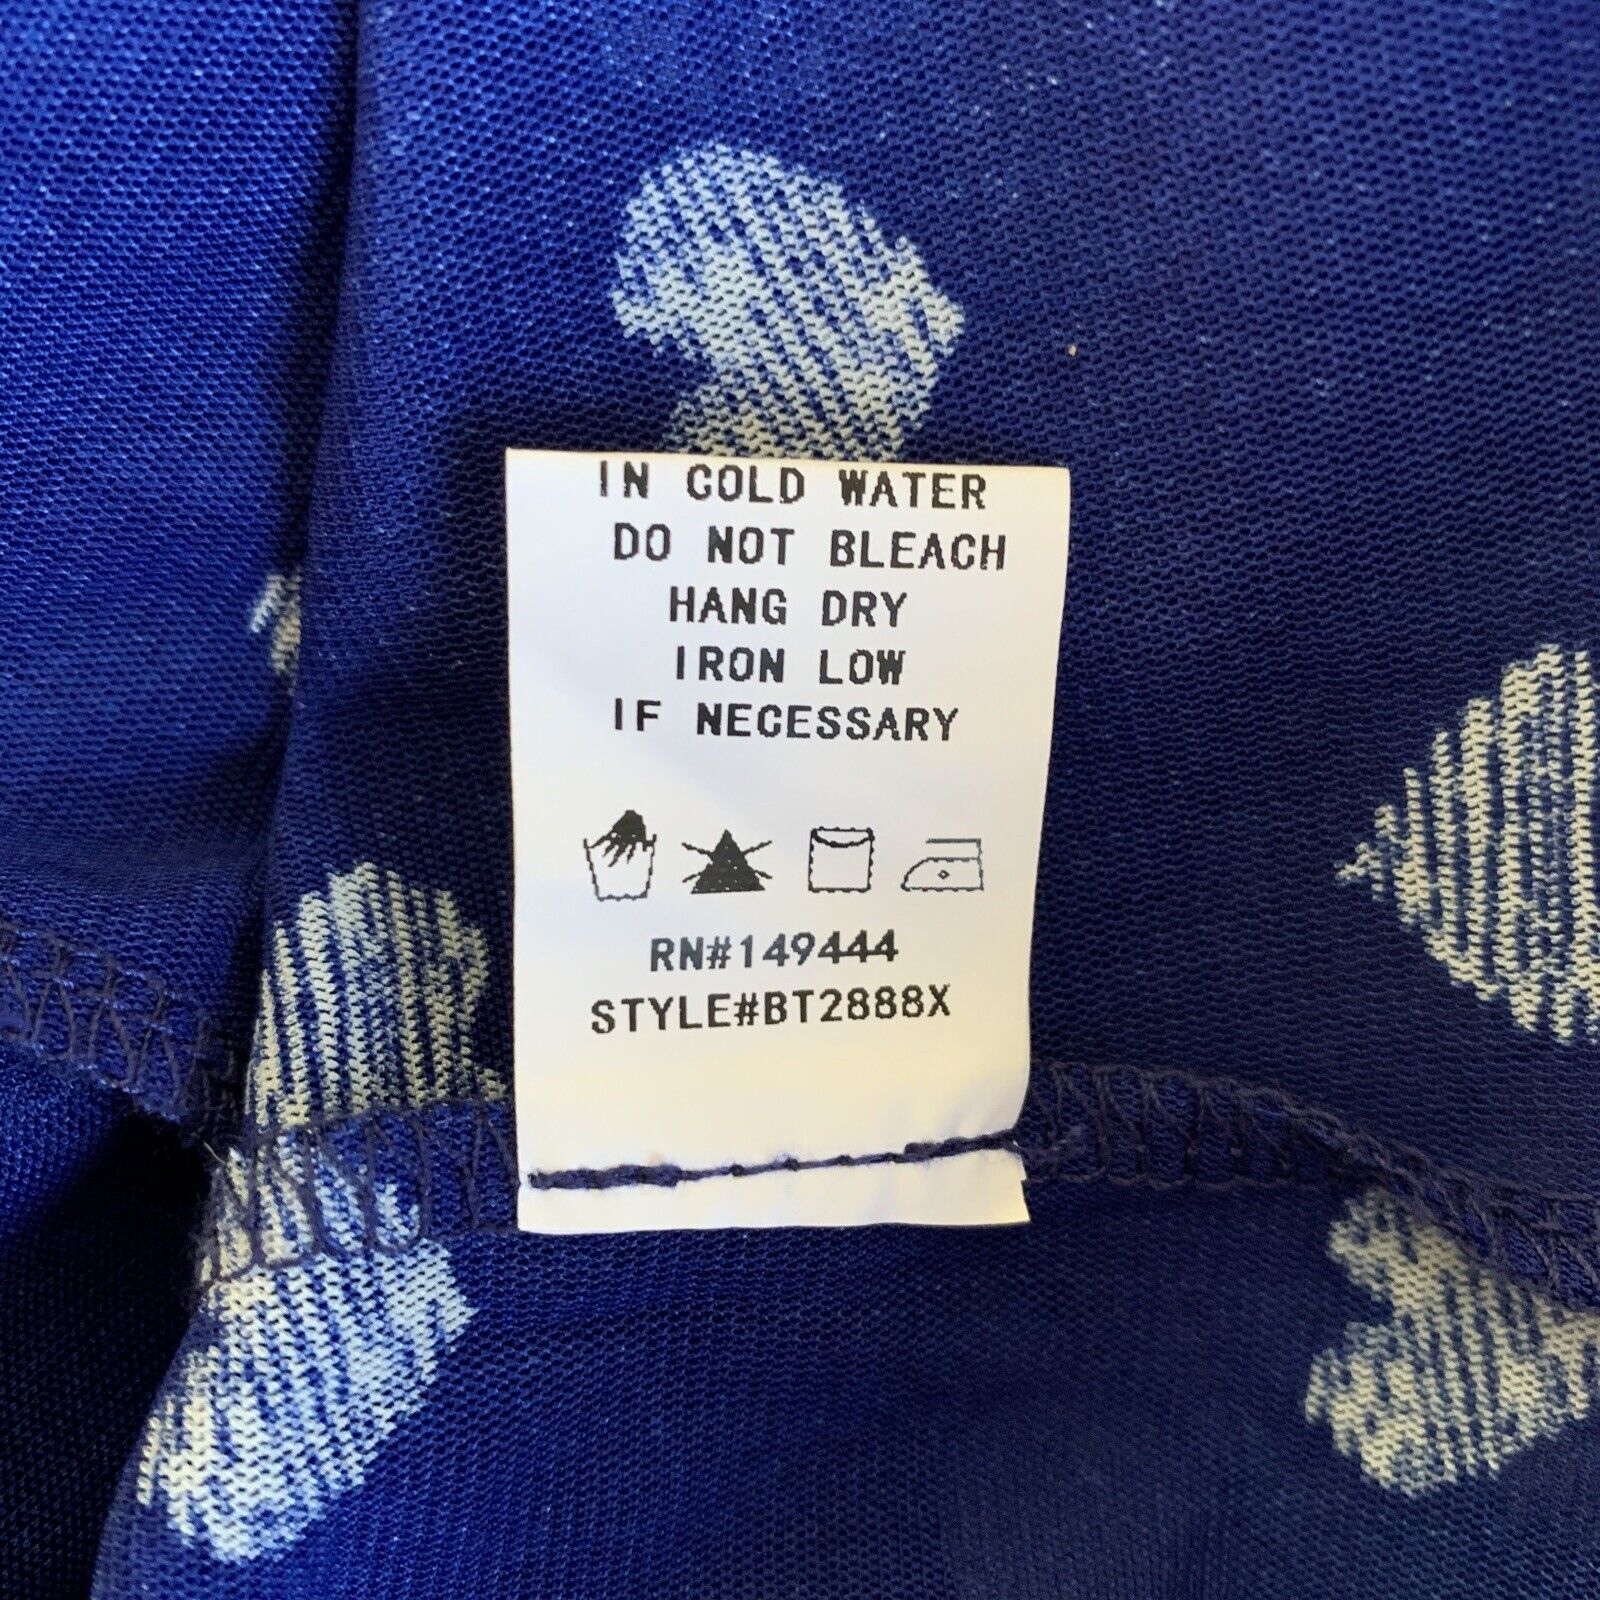 IN COLD WATER
DO NOT BLEACH
HANG DRY
IRON LOW
IF NECESSARY
RN#149444
STYLE#BT2888X